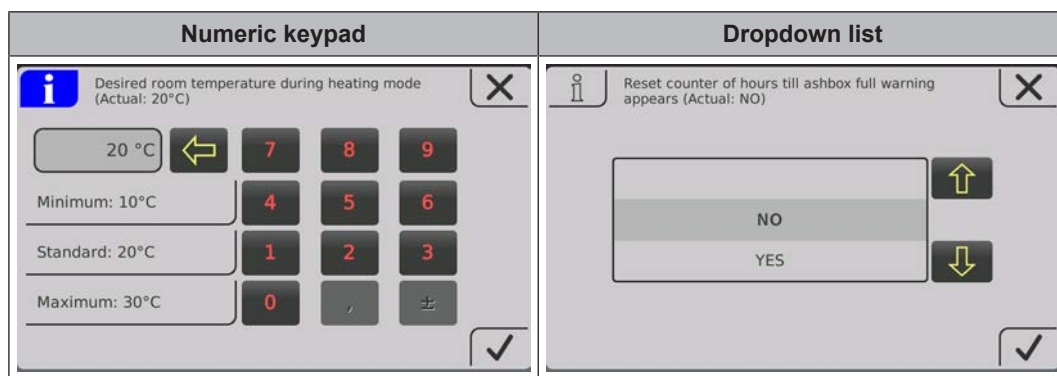 Numeric keypad
Dropdown list
i
Desired room temperature during heating mode
(Actual: 20°C)
20 °C
7 8 9
Minimum: 10°C
4 5 6
Standard: 20°C
1 2 3
Maximum: 30°C
0 , ±
i
Reset counter of hours till ashbox full warning
appears (Actual: NO)
NO
YES